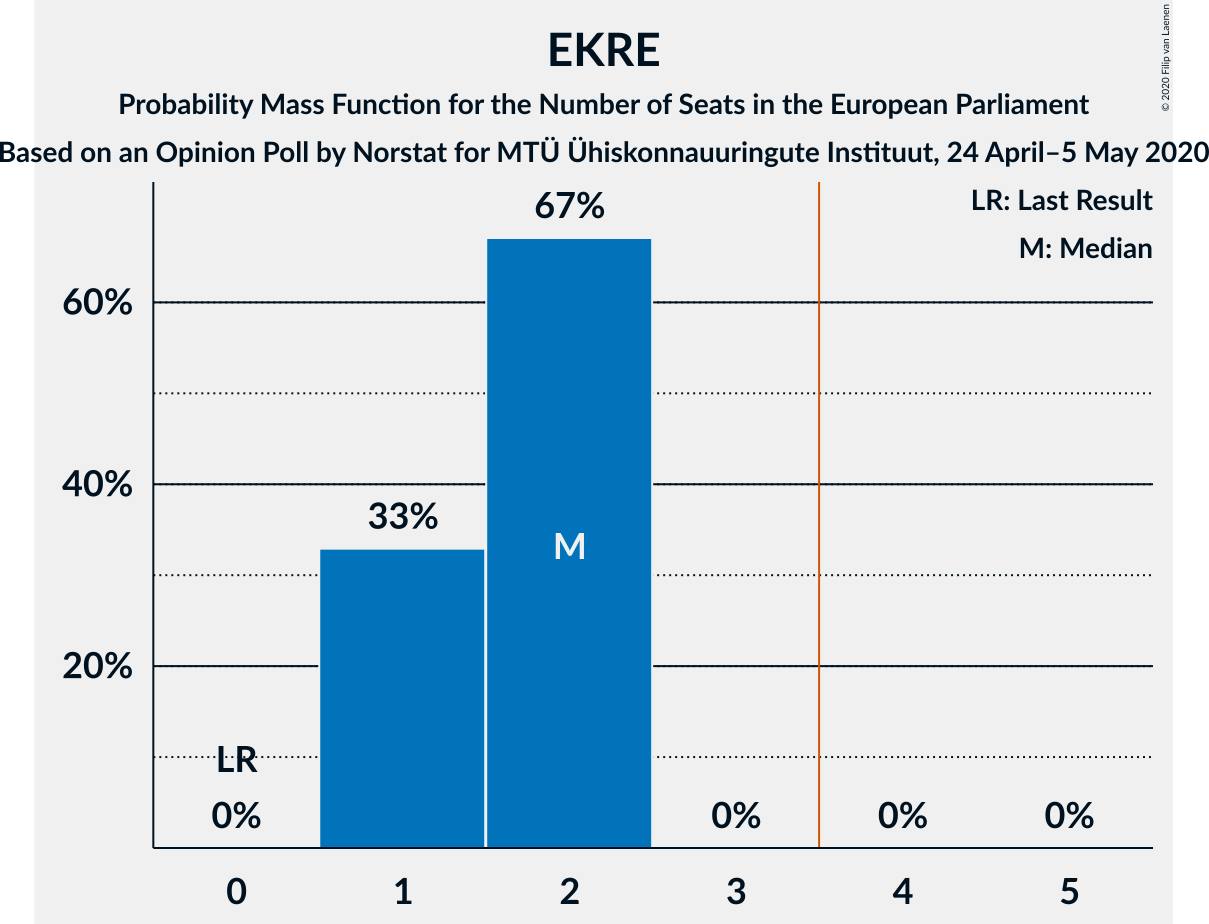 EKRE
Probability Mass Function for the Number of Seats in the European Parliament
Based on an Opinion Poll by Norstat for MTÜ Ühiskonnauuringute Instituut, 24 April–5 May 2020
© 2020 Filip van Laenen
LR: Last Result
M: Median
67%
60%
40%
33%
M
20%
LR
0%
0%
0%
0%
0
1
2
3
4
5